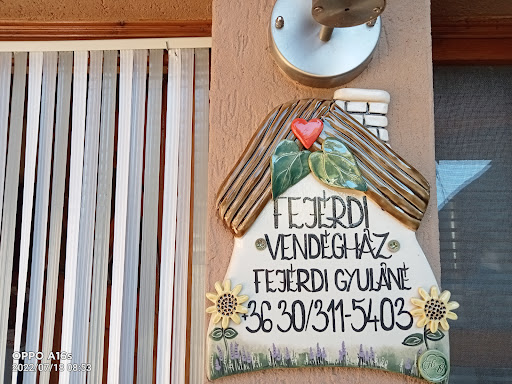 FEJÉRDI
VENDÉGHÁZ
FEJÉRDI GYULÁNÉ
+36 30/311-5403
OPPO A16s
2022/07/18 08:53